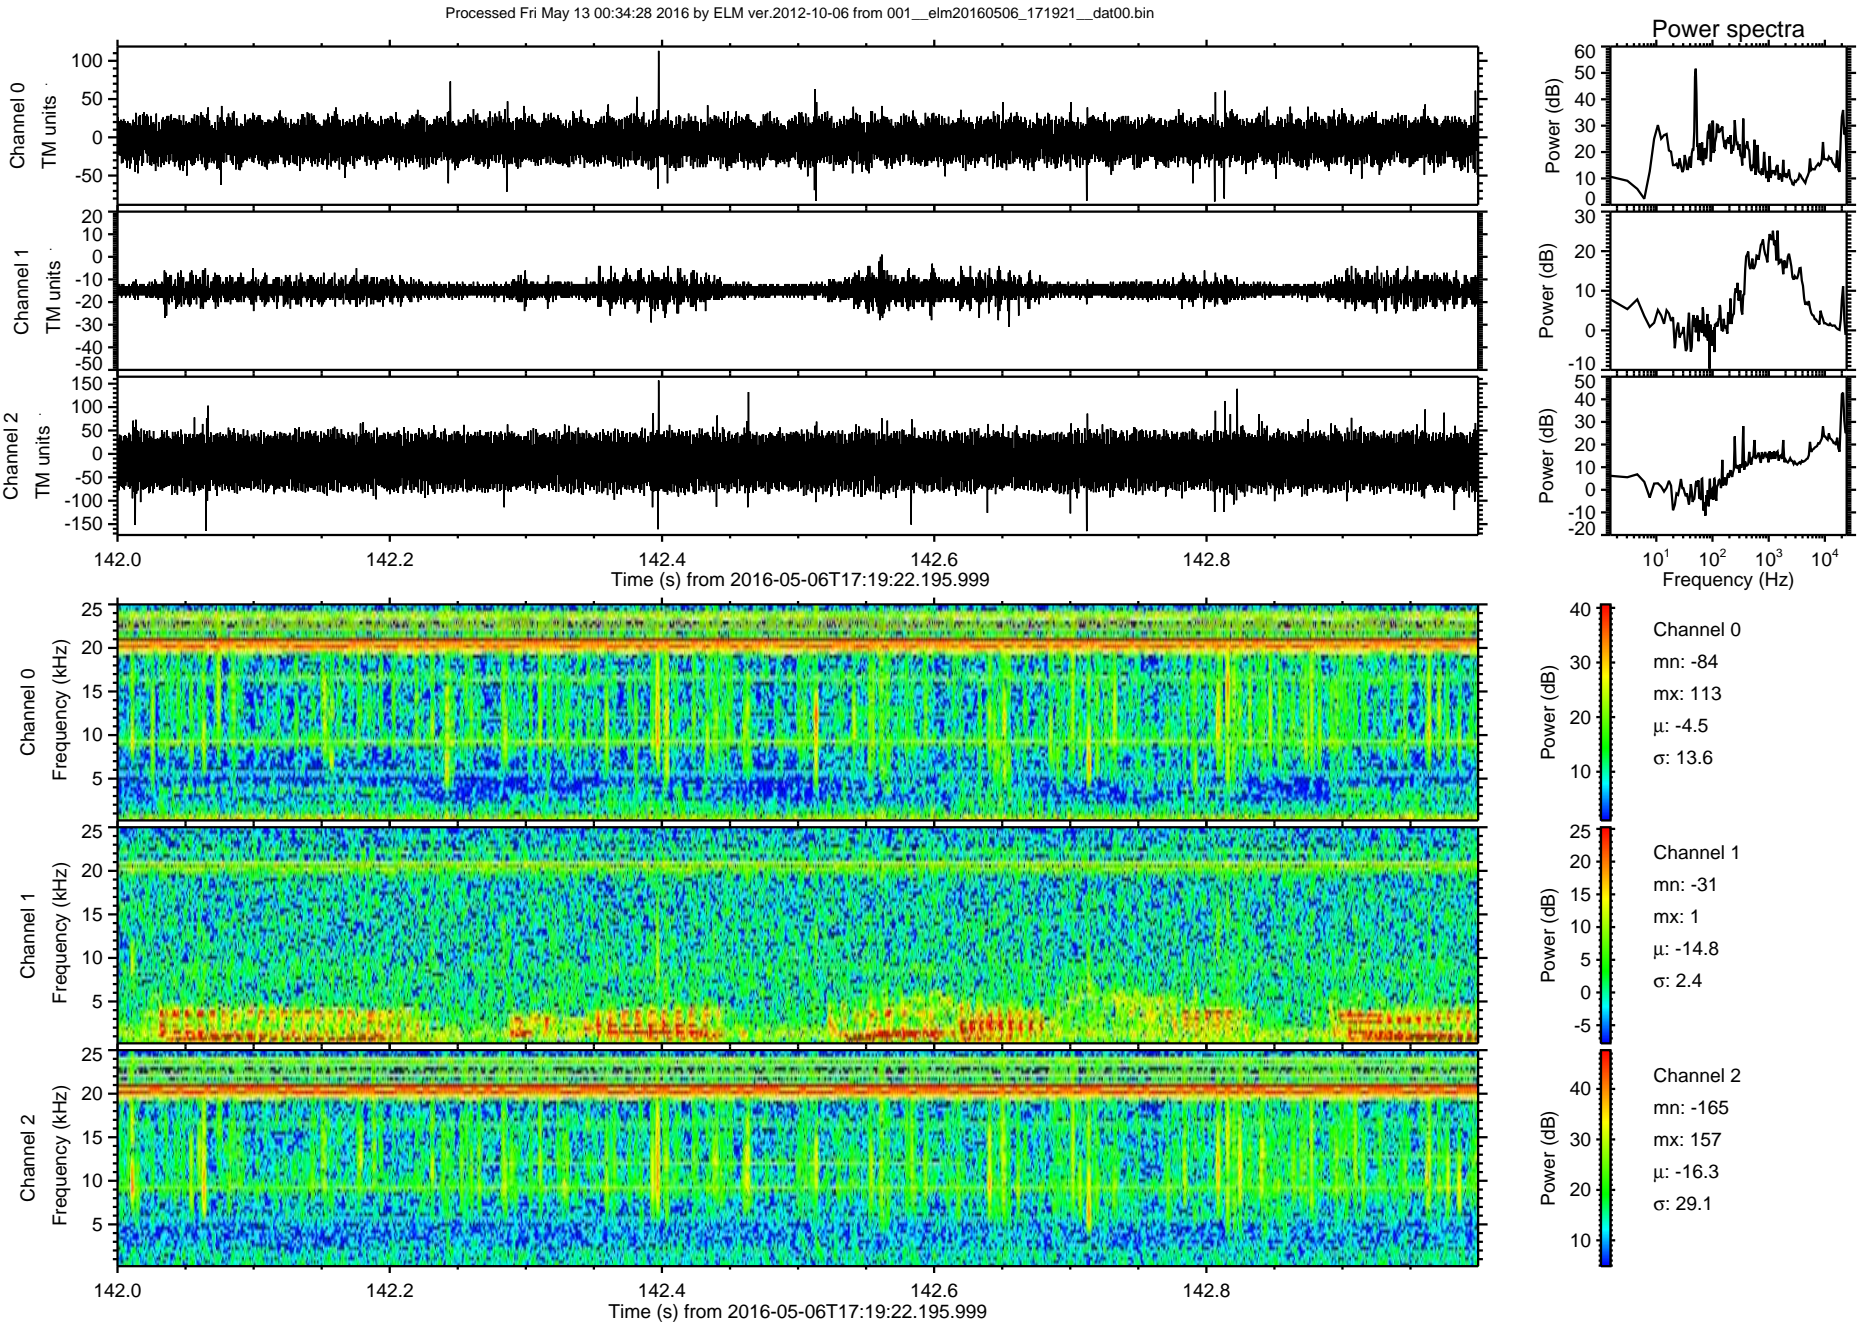 Processed Fri May 13 00:34:28 2016 by ELM ver.2012-10-06 from 001__elm20160506_171921__dat00.bin
Power spectra
Channel 0
TM units
100
50
0
-50
Power (dB)
60
50
40
30
20
10
0
Channel 1
TM units
20
10
0
-10
-20
-30
-40
-50
Power (dB)
30
20
10
0
-10
Channel 2
TM units
150
100
50
0
-50
-100
-150
Power (dB)
50
40
30
20
10
0
-10
-20
142.0 142.2 142.4 142.6 142.8
Time (s) from 2016-05-06T17:19:22.195.999
10¹ 10² 10³ 10⁴
Frequency (Hz)
Channel 0
Frequency (kHz)
25
20
15
10
5
Power (dB)
40
30
20
10
Channel 0
mn: -84
mx: 113
μ: -4.5
σ: 13.6
Channel 1
Frequency (kHz)
25
20
15
10
5
Power (dB)
25
20
15
10
5
0
-5
Channel 1
mn: -31
mx: 1
μ: -14.8
σ: 2.4
Channel 2
Frequency (kHz)
25
20
15
10
5
Power (dB)
40
30
20
10
Channel 2
mn: -165
mx: 157
μ: -16.3
σ: 29.1
142.0 142.2 142.4 142.6 142.8
Time (s) from 2016-05-06T17:19:22.195.999